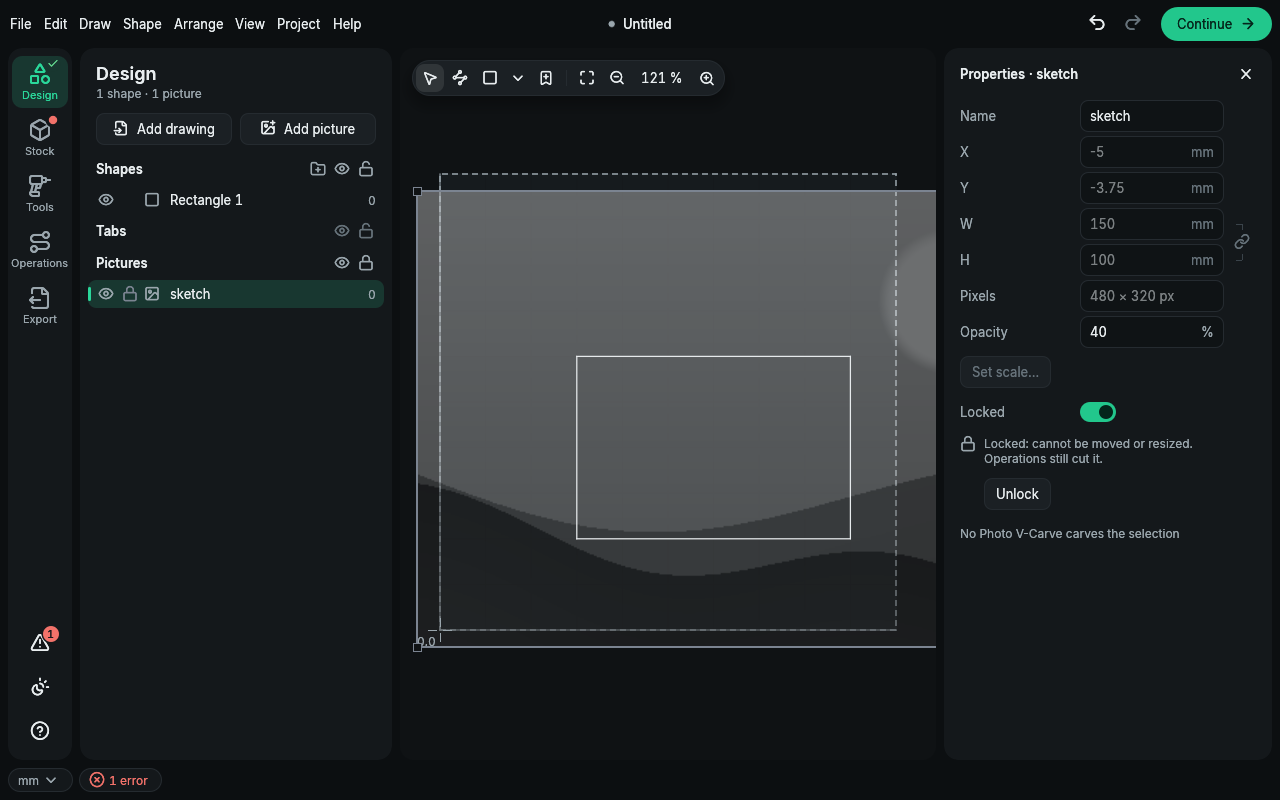 File Edit Draw Shape Arrange View Project Help
Untitled
Continue
Design
Stock
Tools
Operations
Export
1
Design
1 shape · 1 picture
Add drawing
Add picture
Shapes
Rectangle 1 0
Tabs
Pictures
sketch 0
121 %
0,0
Properties · sketch
Name sketch
X -5 mm
Y -3.75 mm
W 150 mm
H 100 mm
Pixels 480 × 320 px
Opacity 40 %
Set scale...
Locked
Locked: cannot be moved or resized.
Operations still cut it.
Unlock
No Photo V-Carve carves the selection
mm
1 error